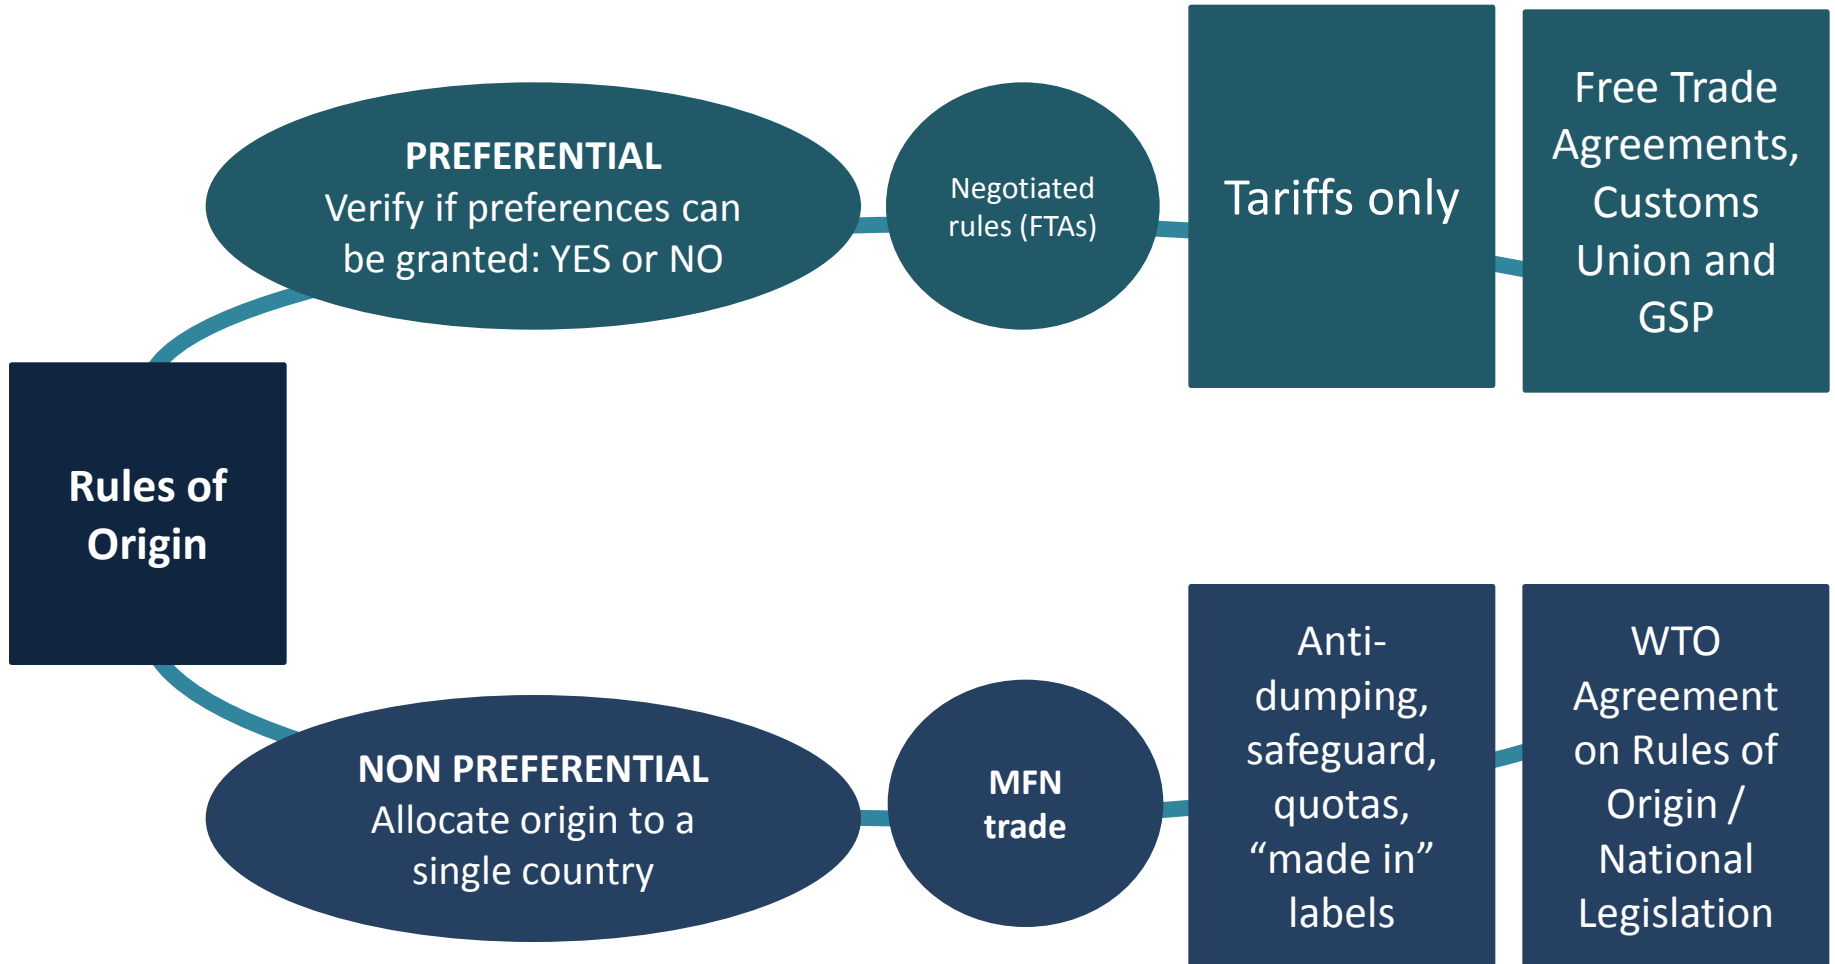 Rules of
Origin
PREFERENTIAL
Verify if preferences can
be granted: YES or NO
Negotiated
rules (FTAs)
Tariffs only
Free Trade
Agreements,
Customs
Union and
GSP
NON PREFERENTIAL
Allocate origin to a
single country
MFN
trade
Anti-
dumping,
safeguard,
quotas,
“made in”
labels
WTO
Agreement
on Rules of
Origin /
National
Legislation